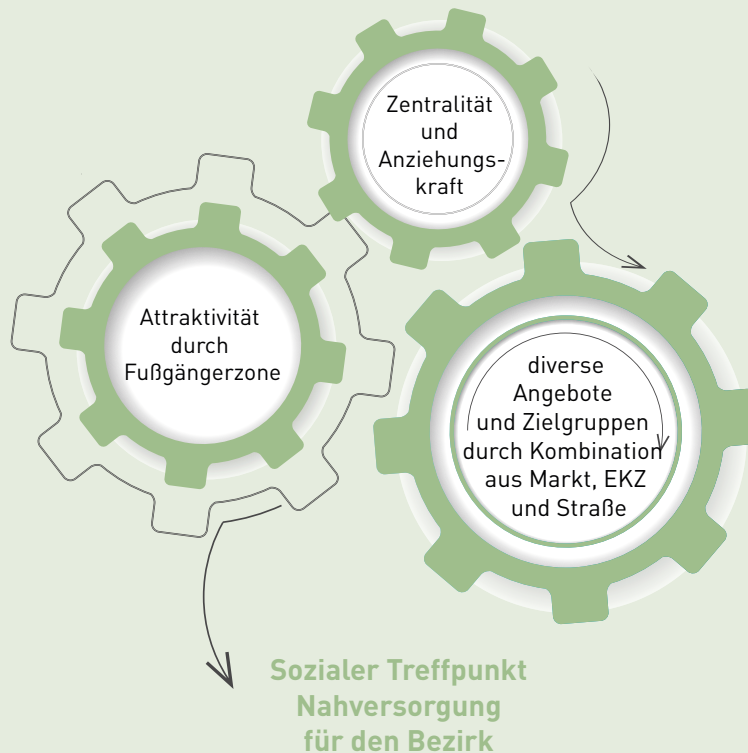 Zentralität
und
Anziehungs-
kraft
Attraktivität
durch
Fußgängerzone
diverse
Angebote
und Zielgruppen
durch Kombination
aus Markt, EKZ
und Straße
Sozialer Treffpunkt
Nahversorgung
für den Bezirk